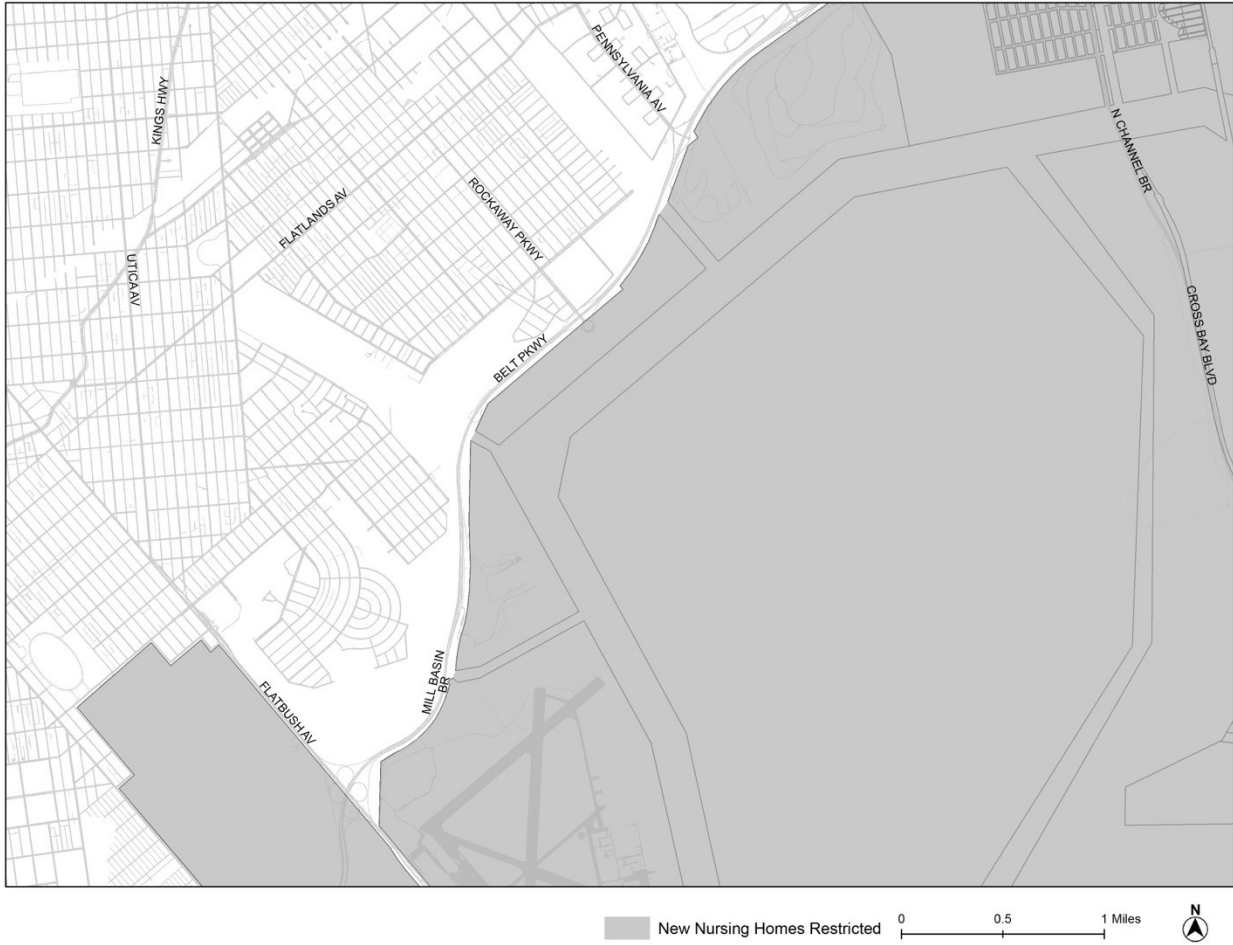 PENNSYLVANIA AV
KINGS HWY
N CHANNEL BR
ROCKAWAY PKWY
FLATLANDS AV
UTICA AV
CROSS BAY BLVD
BELT PKWY
MILL BASIN
BR
FLATBUSH AV
New Nursing Homes Restricted
0 0.5 1 Miles
N